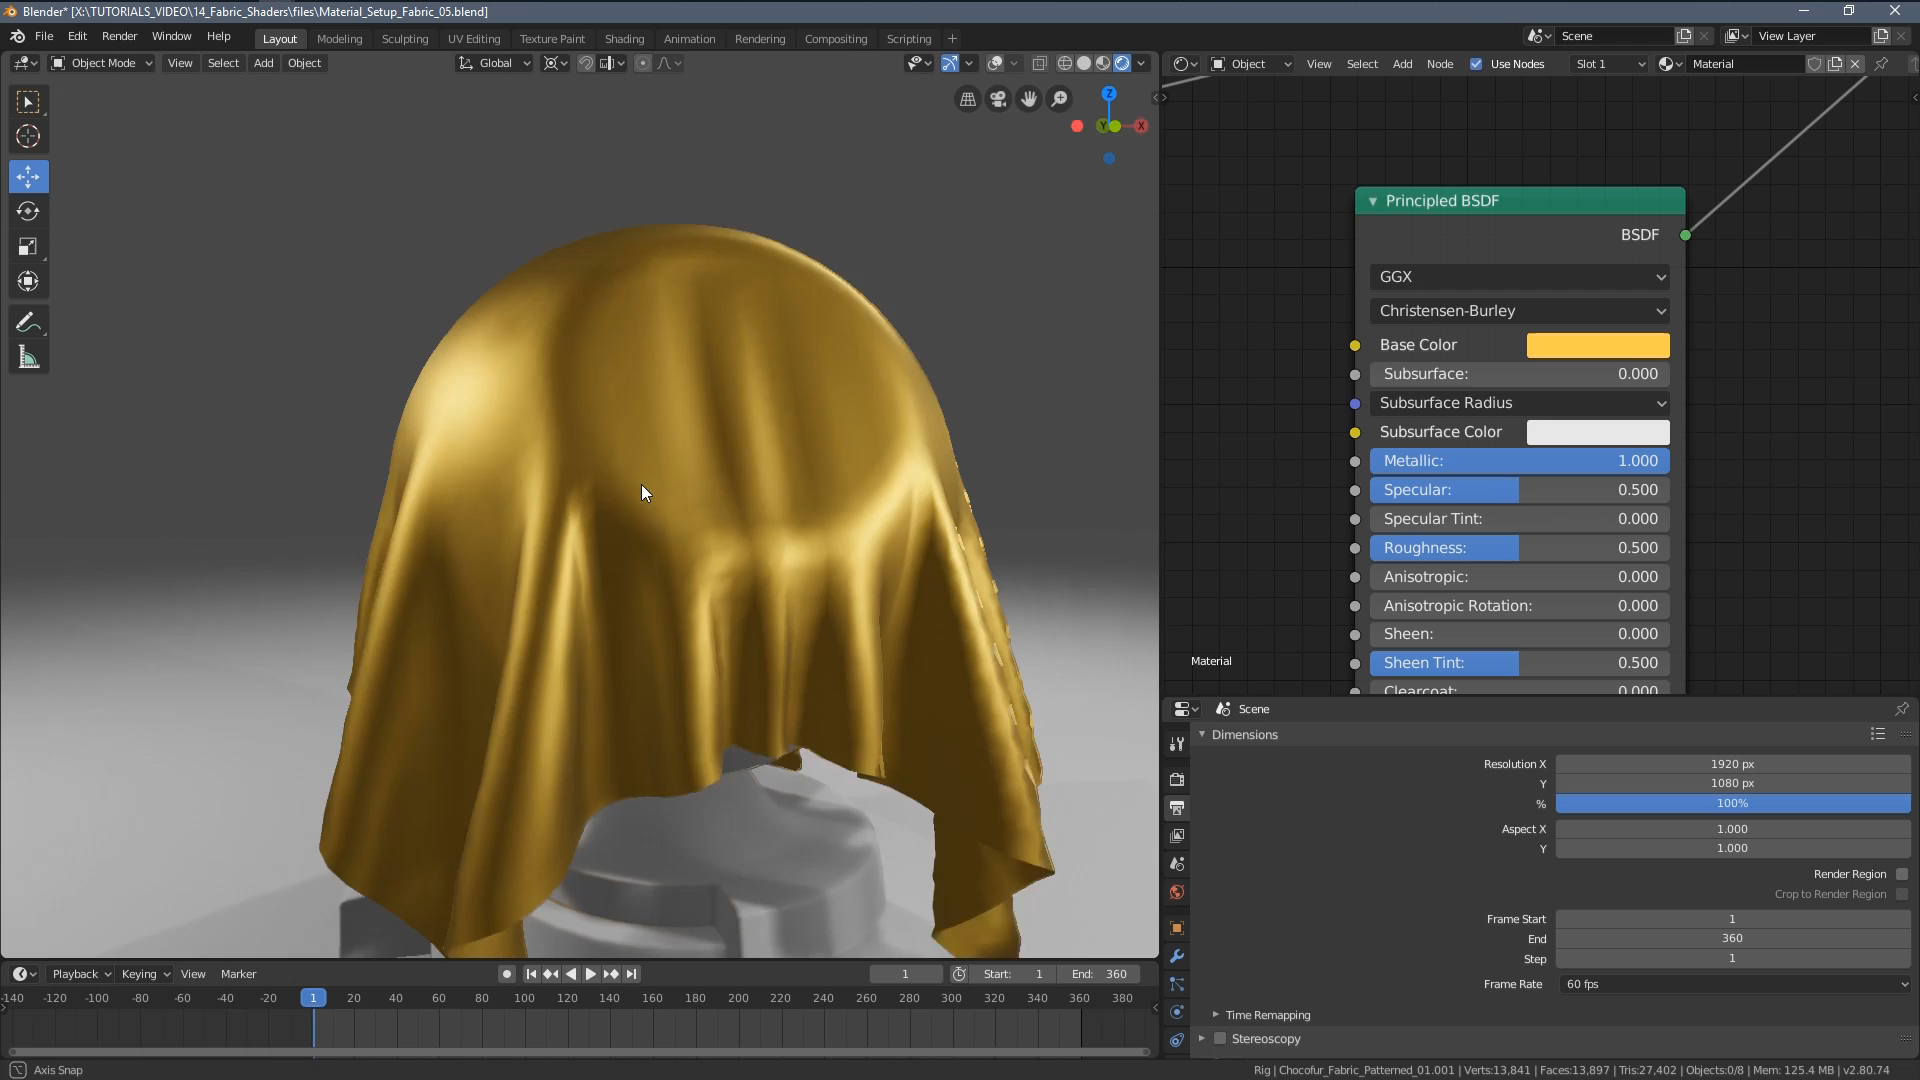 Blender* [X:\TUTORIALS_VIDEO\14_Fabric_Shaders\files\Material_Setup_Fabric_05.blend]
File Edit Render Window Help
Layout Modeling Sculpting UV Editing Texture Paint Shading Animation Rendering Compositing Scripting
Scene View Layer
Object Mode View Select Add Object Global
Object View Select Add Node Use Nodes Slot 1 Material
Z
Y X
Principled BSDF
BSDF
GGX
Christensen-Burley
Base Color
Subsurface: 0.000
Subsurface Radius
Subsurface Color
Metallic: 1.000
Specular: 0.500
Specular Tint: 0.000
Roughness: 0.500
Anisotropic: 0.000
Anisotropic Rotation: 0.000
Sheen: 0.000
Sheen Tint: 0.500
Clearcoat: 0.000
Material
Scene
Dimensions
Resolution X 1920 px
Y 1080 px
% 100%
Aspect X 1.000
Y 1.000
Render Region
Crop to Render Region
Frame Start 1
End 360
Step 1
Frame Rate 60 fps
Time Remapping
Stereoscopy
Playback Keying View Marker 1 Start: 1 End: 360
-140 -120 -100 -80 -60 -40 -20 1 20 40 60 80 100 120 140 160 180 200 220 240 260 280 300 320 340 360 380
Axis Snap
Rig | Chocofur_Fabric_Patterned_01.001 | Verts:13,841 | Faces:13,897 | Tris:27,402 | Objects:0/8 | Mem: 125.4 MB | v2.80.74